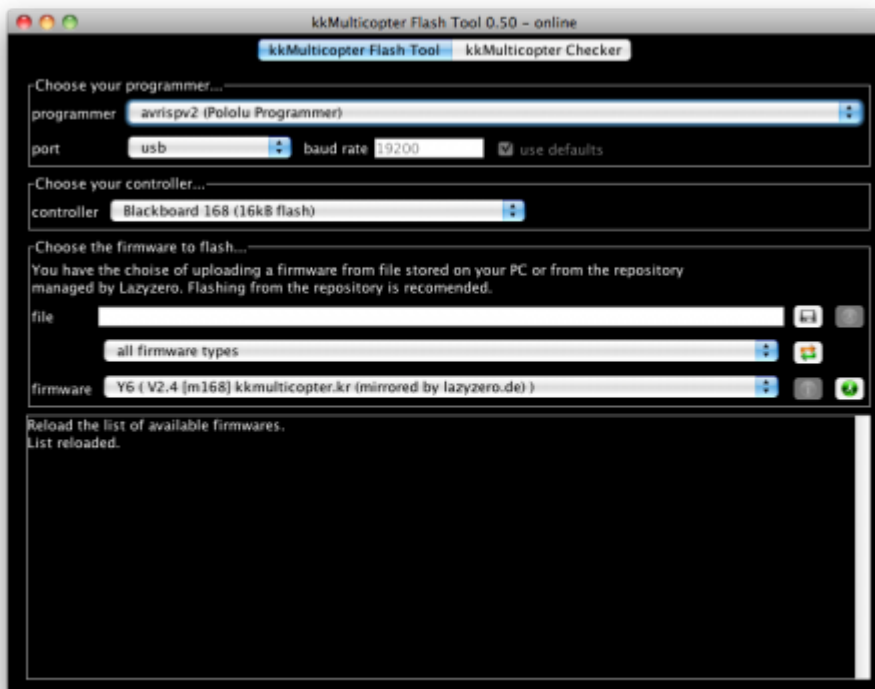 kkMulticopter Flash Tool 0.50 - online
kkMulticopter Flash Tool kkMulticopter Checker
Choose your programmer...
programmer avrispv2 (Pololu Programmer)
port usb baud rate 19200 use defaults
Choose your controller...
controller Blackboard 168 (16kB flash)
Choose the firmware to flash...
You have the choise of uploading a firmware from file stored on your PC or from the repository
managed by Lazyzero. Flashing from the repository is recomended.
file
all firmware types
firmware Y6 ( V2.4 [m168] kkmulticopter.kr (mirrored by lazyzero.de) )
Reload the list of available firmwares.
List reloaded.